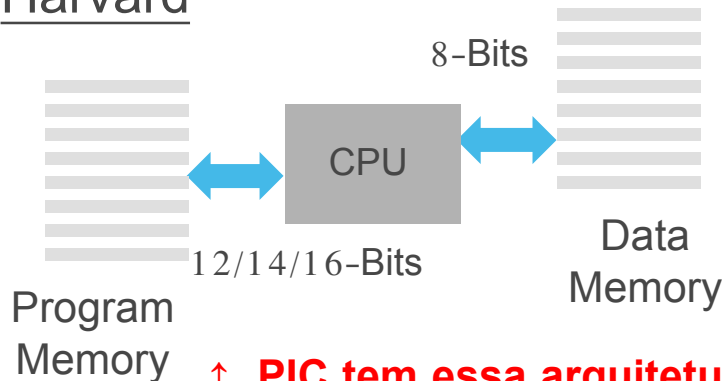 Harvard
8-Bits
CPU
12/14/16-Bits
Data
Memory
Program
Memory
↑ PIC tem essa